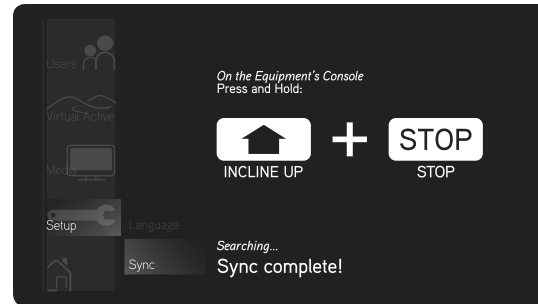 Users
Virtual Active
Media
Setup
Language
Sync
On the Equipment's Console
Press and Hold:
STOP
INCLINE UP
STOP
Searching...
Sync complete!